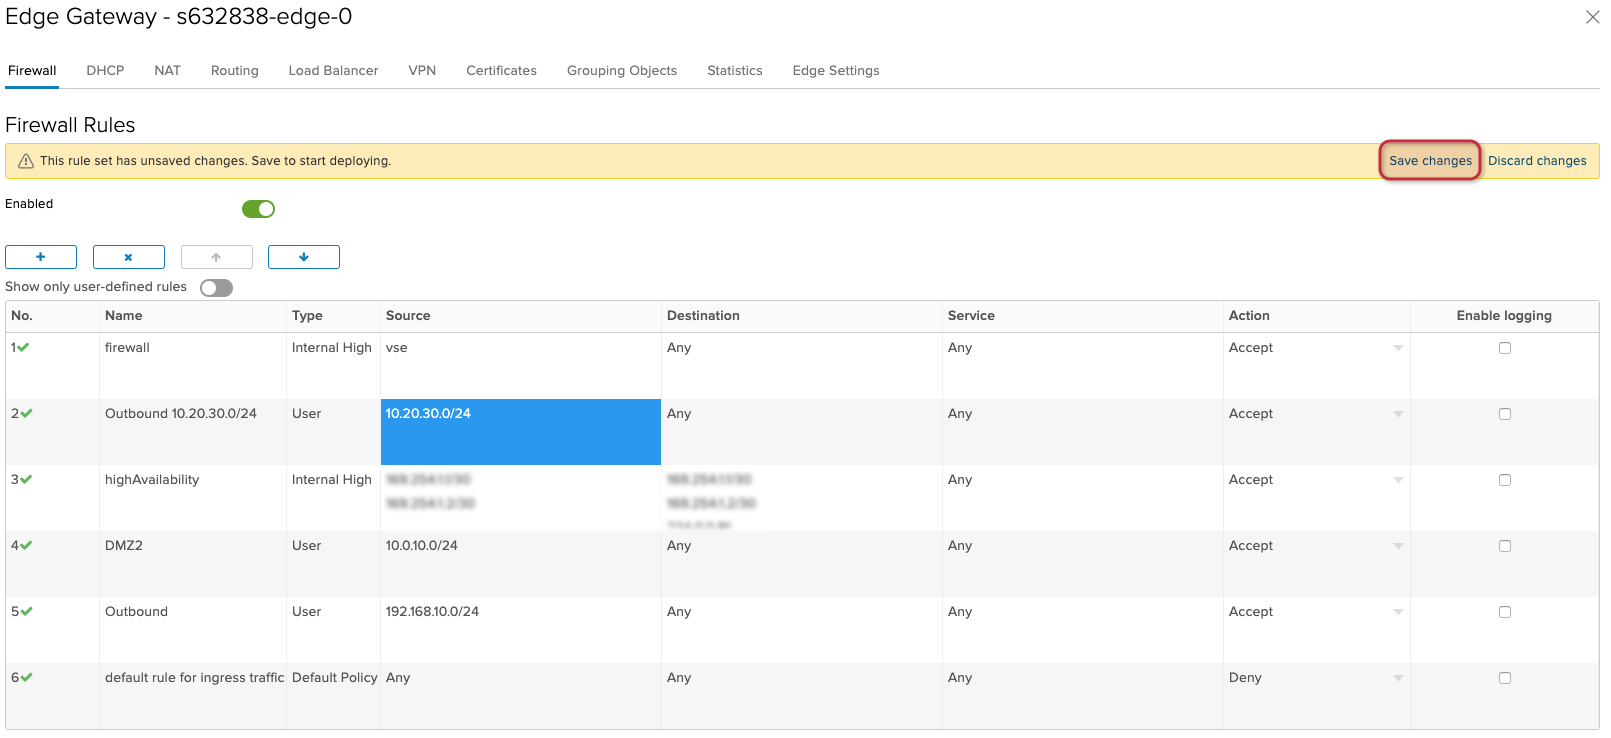 Edge Gateway - s632838-edge-0
Firewall DHCP NAT Routing Load Balancer VPN Certificates Grouping Objects Statistics Edge Settings
Firewall Rules
This rule set has unsaved changes. Save to start deploying. Save changes Discard changes
Enabled
Show only user-defined rules
No. Name Type Source Destination Service Action Enable logging
1 firewall Internal High vse Any Any Accept
2 Outbound 10.20.30.0/24 User 10.20.30.0/24 Any Any Accept
3 highAvailability Internal High Any Accept
4 DMZ2 User 10.0.10.0/24 Any Any Accept
5 Outbound User 192.168.10.0/24 Any Any Accept
6 default rule for ingress traffic Default Policy Any Any Any Deny